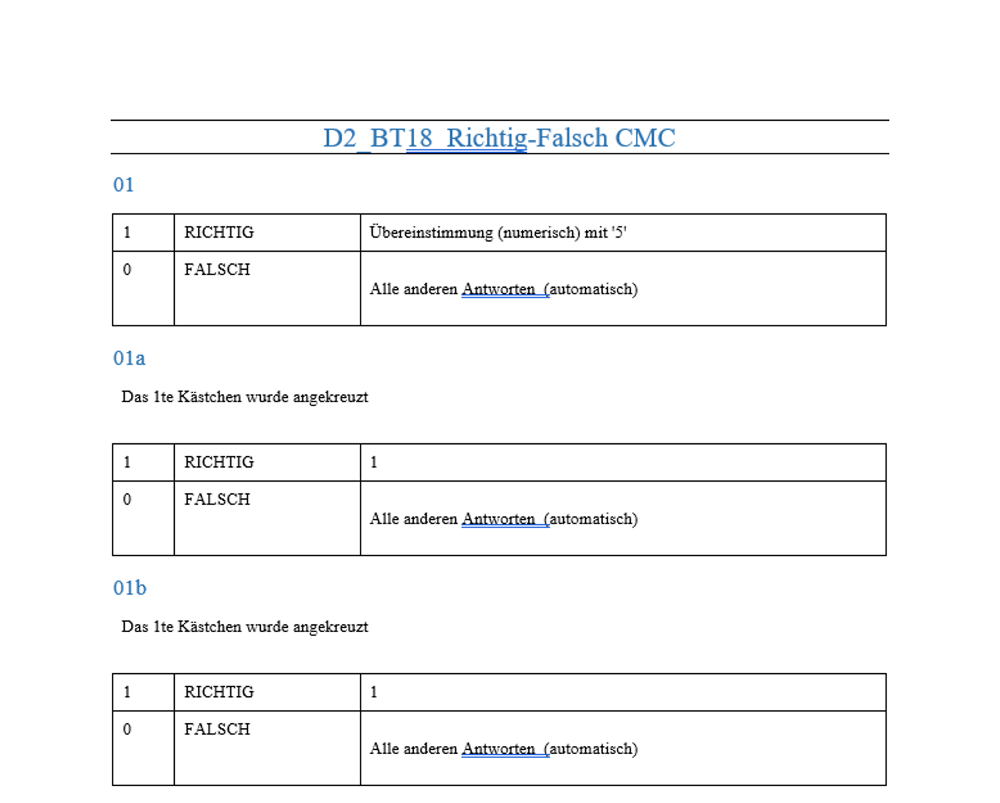 D2_BT18_Richtig-Falsch CMC
01
1 RICHTIG Übereinstimmung (numerisch) mit '5'
0 FALSCH
Alle anderen Antworten (automatisch)
01a
Das 1te Kästchen wurde angekreuzt
1 RICHTIG 1
0 FALSCH
Alle anderen Antworten (automatisch)
01b
Das 1te Kästchen wurde angekreuzt
1 RICHTIG 1
0 FALSCH
Alle anderen Antworten (automatisch)